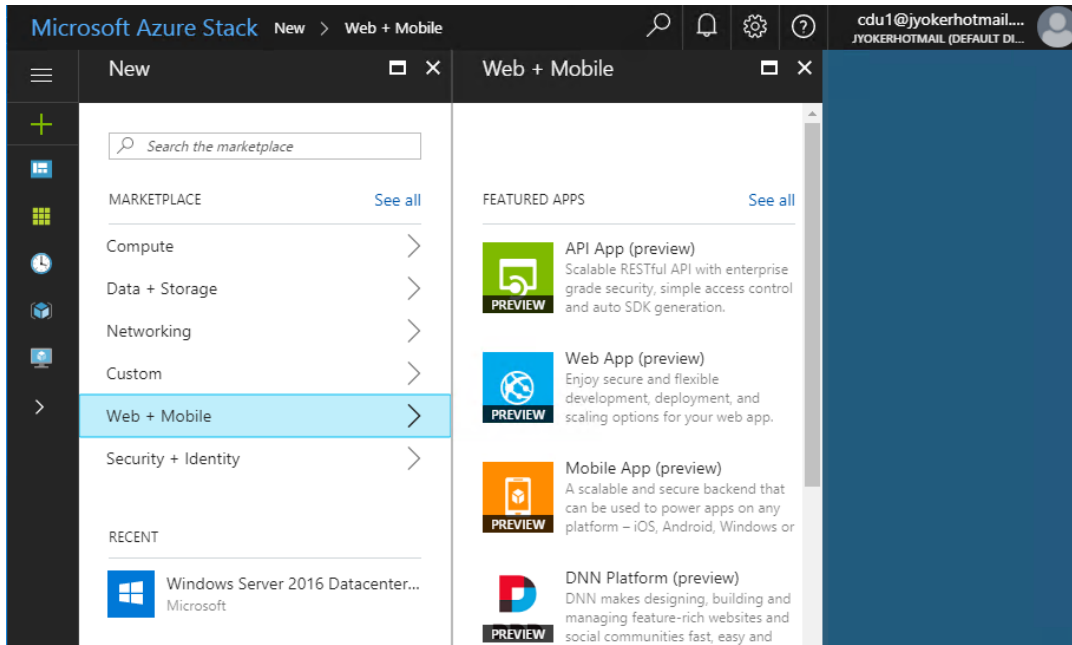 Microsoft Azure Stack New > Web + Mobile
cdu1@jyokerhotmail....
JYOKERHOTMAIL (DEFAULT DI...
New
Search the marketplace
MARKETPLACE See all
Compute
Data + Storage
Networking
Custom
Web + Mobile
Security + Identity
RECENT
Windows Server 2016 Datacenter...
Microsoft
Web + Mobile
FEATURED APPS See all
API App (preview)
Scalable RESTful API with enterprise
grade security, simple access control
and auto SDK generation.
PREVIEW
Web App (preview)
Enjoy secure and flexible
development, deployment, and
scaling options for your web app.
PREVIEW
Mobile App (preview)
A scalable and secure backend that
can be used to power apps on any
platform – iOS, Android, Windows or
PREVIEW
DNN Platform (preview)
DNN makes designing, building and
managing feature-rich websites and
social communities fast, easy and
PREVIEW